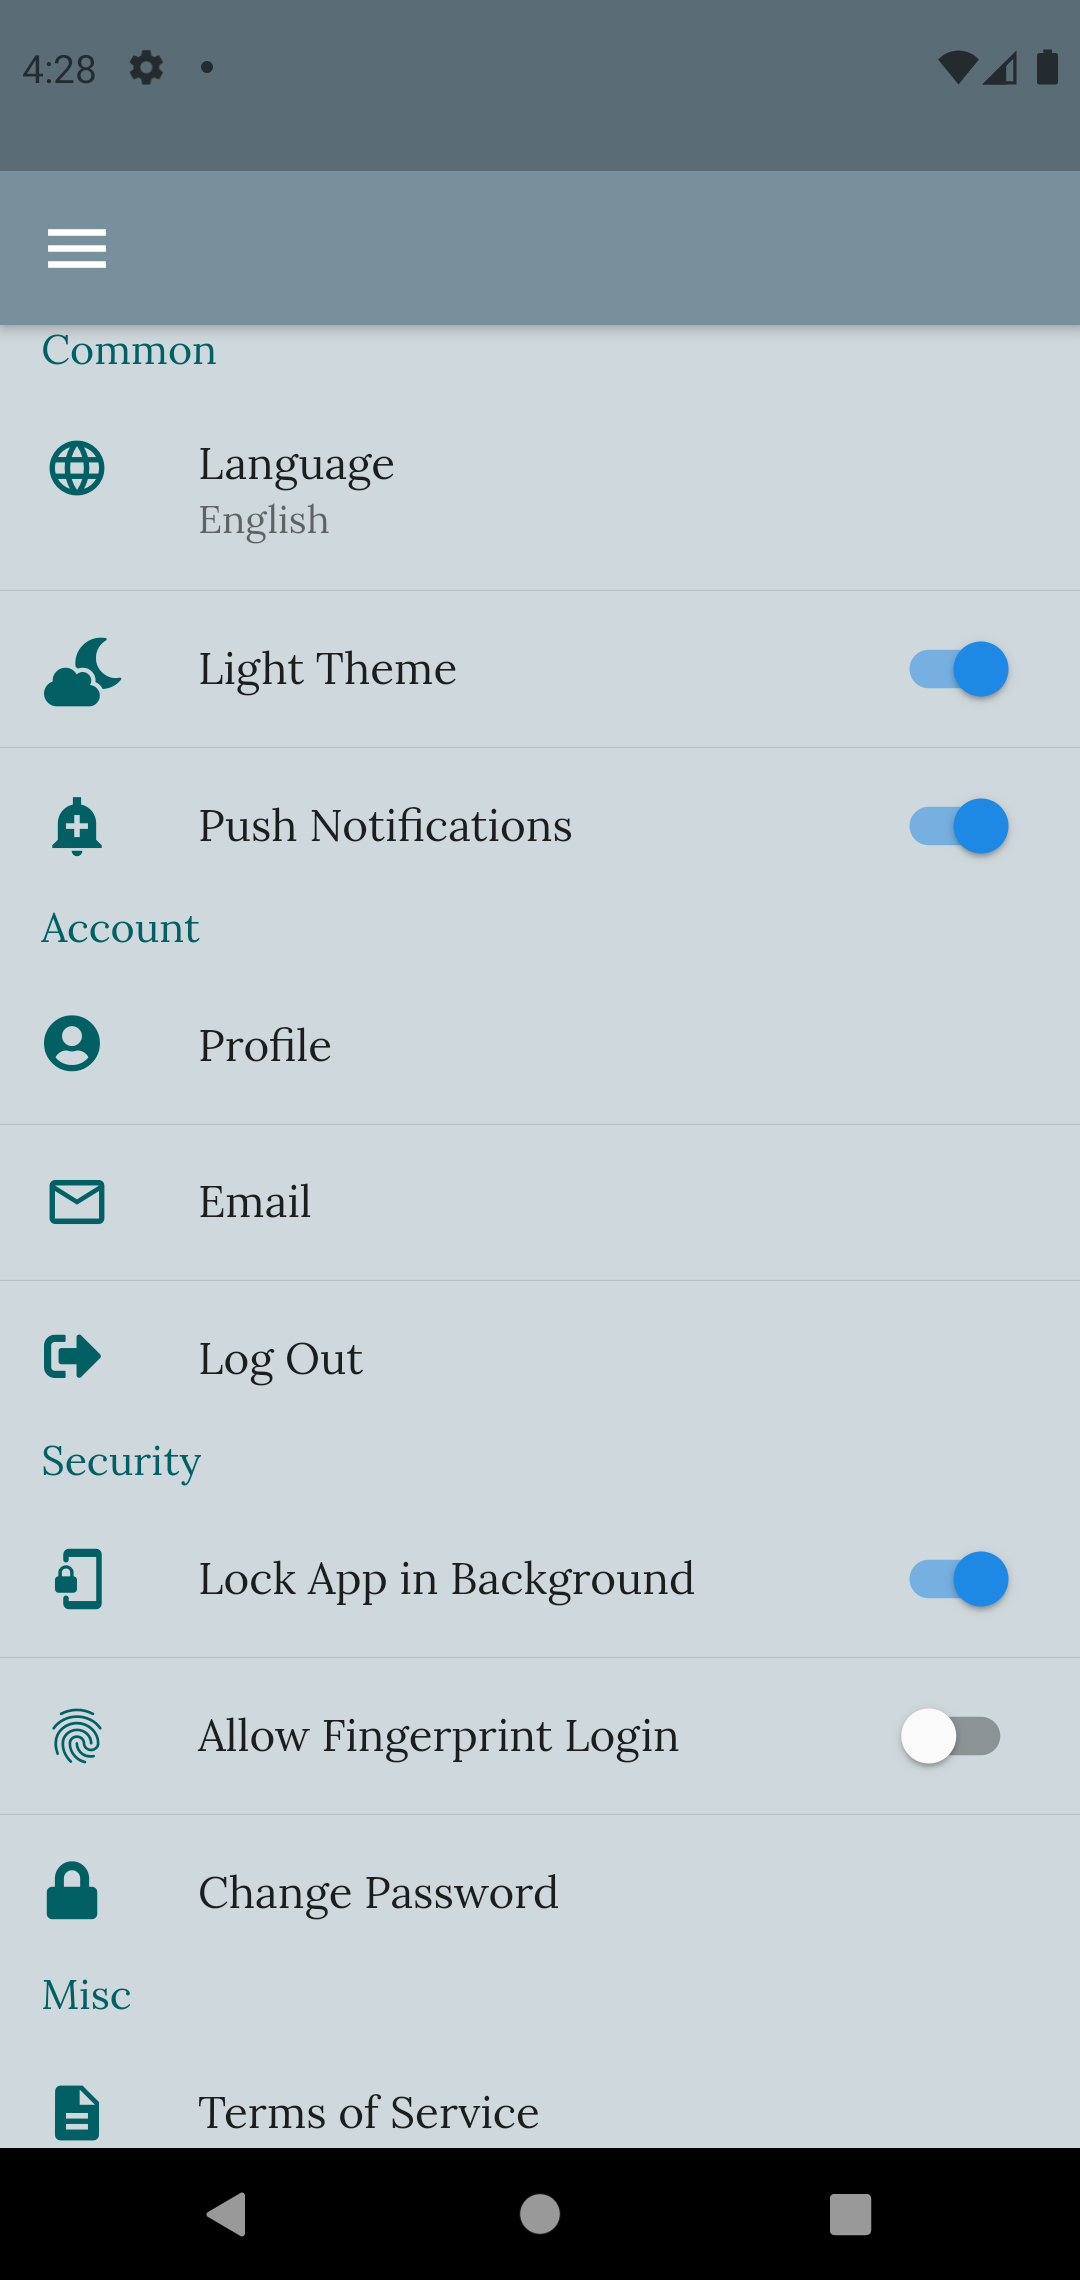 4:28
Common
Language
English
Light Theme
Push Notifications
Account
Profile
Email
Log Out
Security
Lock App in Background
Allow Fingerprint Login
Change Password
Misc
Terms of Service